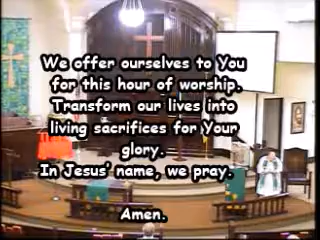 We offer ourselves to You
for this hour of worship.
Transform our lives into
living sacrifices for Your
glory.
In Jesus' name, we pray.
Amen.